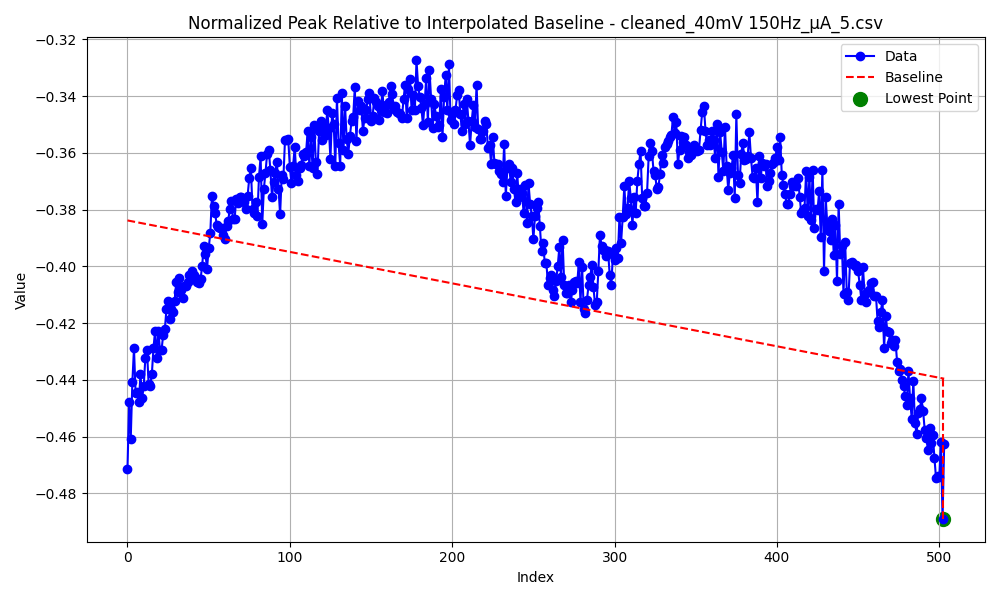 Normalized Peak Relative to Interpolated Baseline - cleaned_40mV 150Hz_μA_5.csv
Data
Baseline
Lowest Point
Value
−0.32
−0.34
−0.36
−0.38
−0.40
−0.42
−0.44
−0.46
−0.48
0
100
200
300
400
500
Index